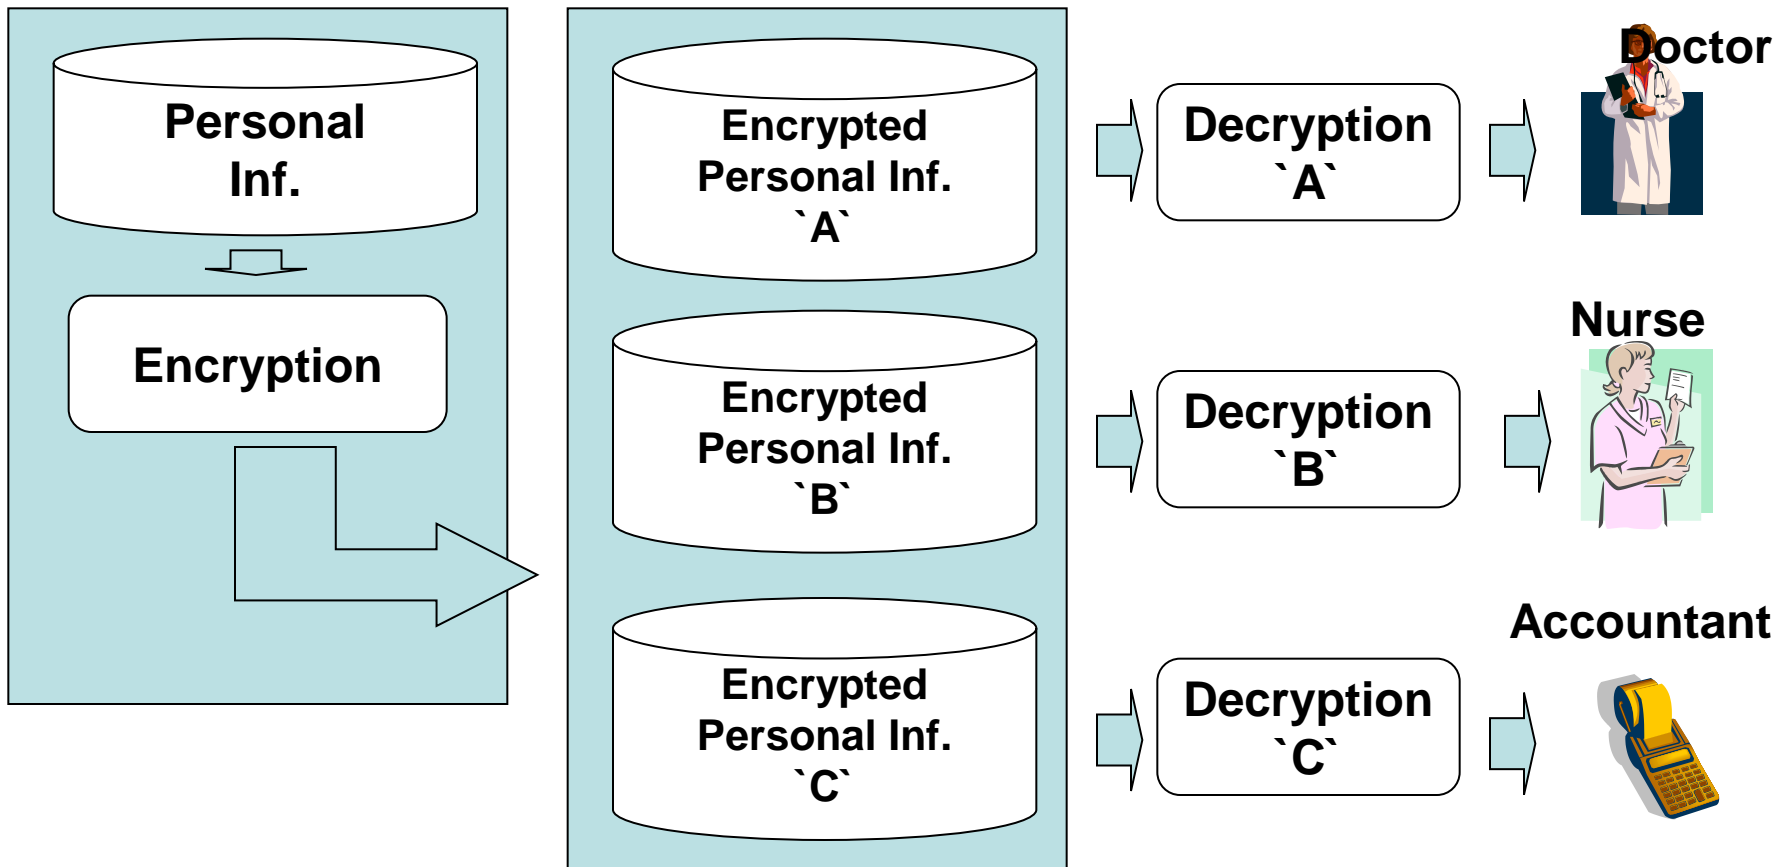 Personal
Inf.
Encryption
Encrypted
Personal Inf.
`A`
Decryption
`A`
Doctor
Encrypted
Personal Inf.
`B`
Decryption
`B`
Nurse
Encrypted
Personal Inf.
`C`
Decryption
`C`
Accountant